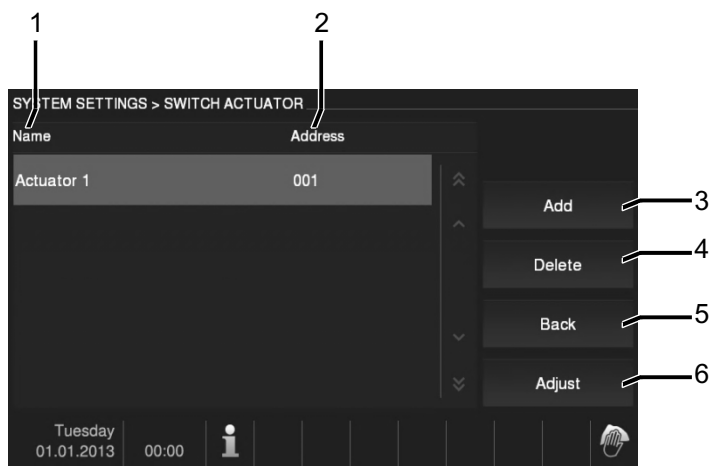 1 2
SYSTEM SETTINGS > SWITCH ACTUATOR
Name Address
Actuator 1 001
Add 3
Delete 4
Back 5
Adjust 6
Tuesday
01.01.2013 00:00 i